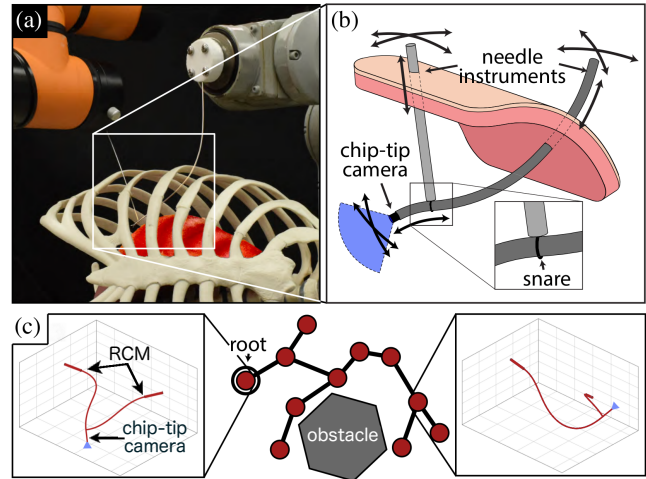 (a)
(b)
needle
instruments
chip-tip
camera
snare
(c)
RCM
chip-tip
camera
root
obstacle